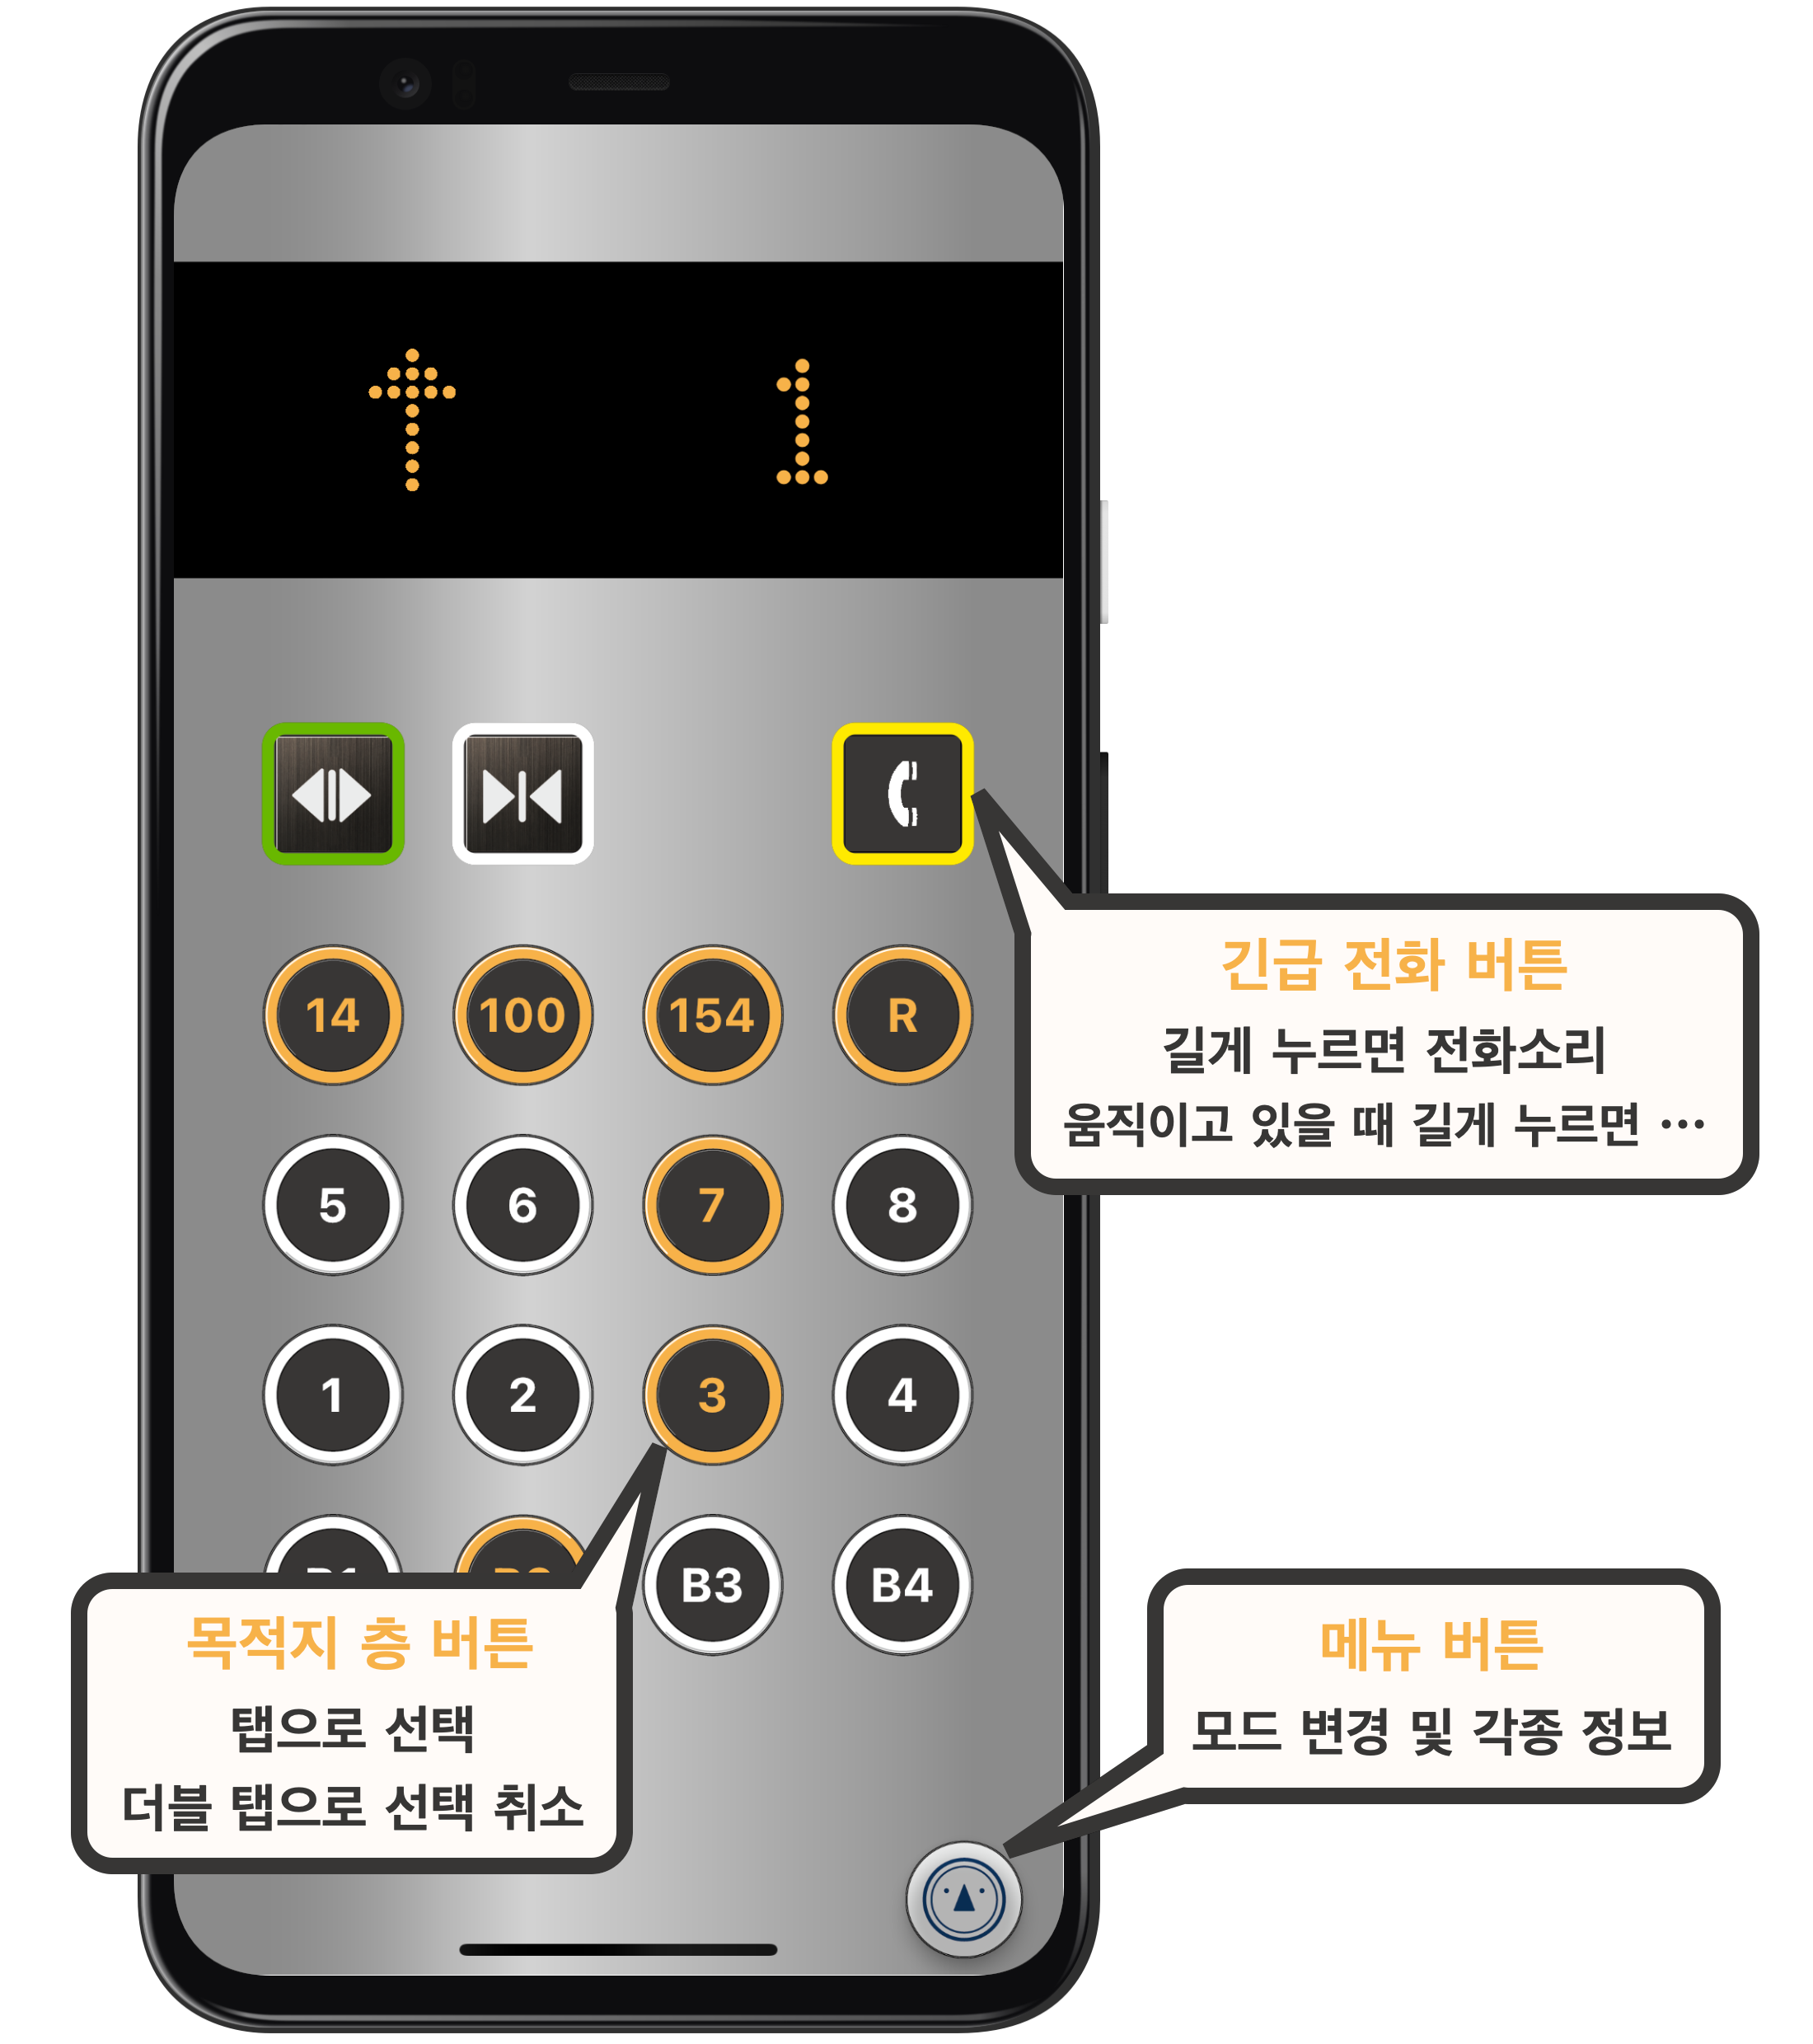 ↑ 1
14 100 154 R
긴급 전화 버튼
길게 누르면 전화소리
움직이고 있을 때 길게 누르면 …
5 6 7 8
1 2 3 4
B3 B4
목적지 층 버튼
탭으로 선택
더블 탭으로 선택 취소
메뉴 버튼
모드 변경 및 각종 정보